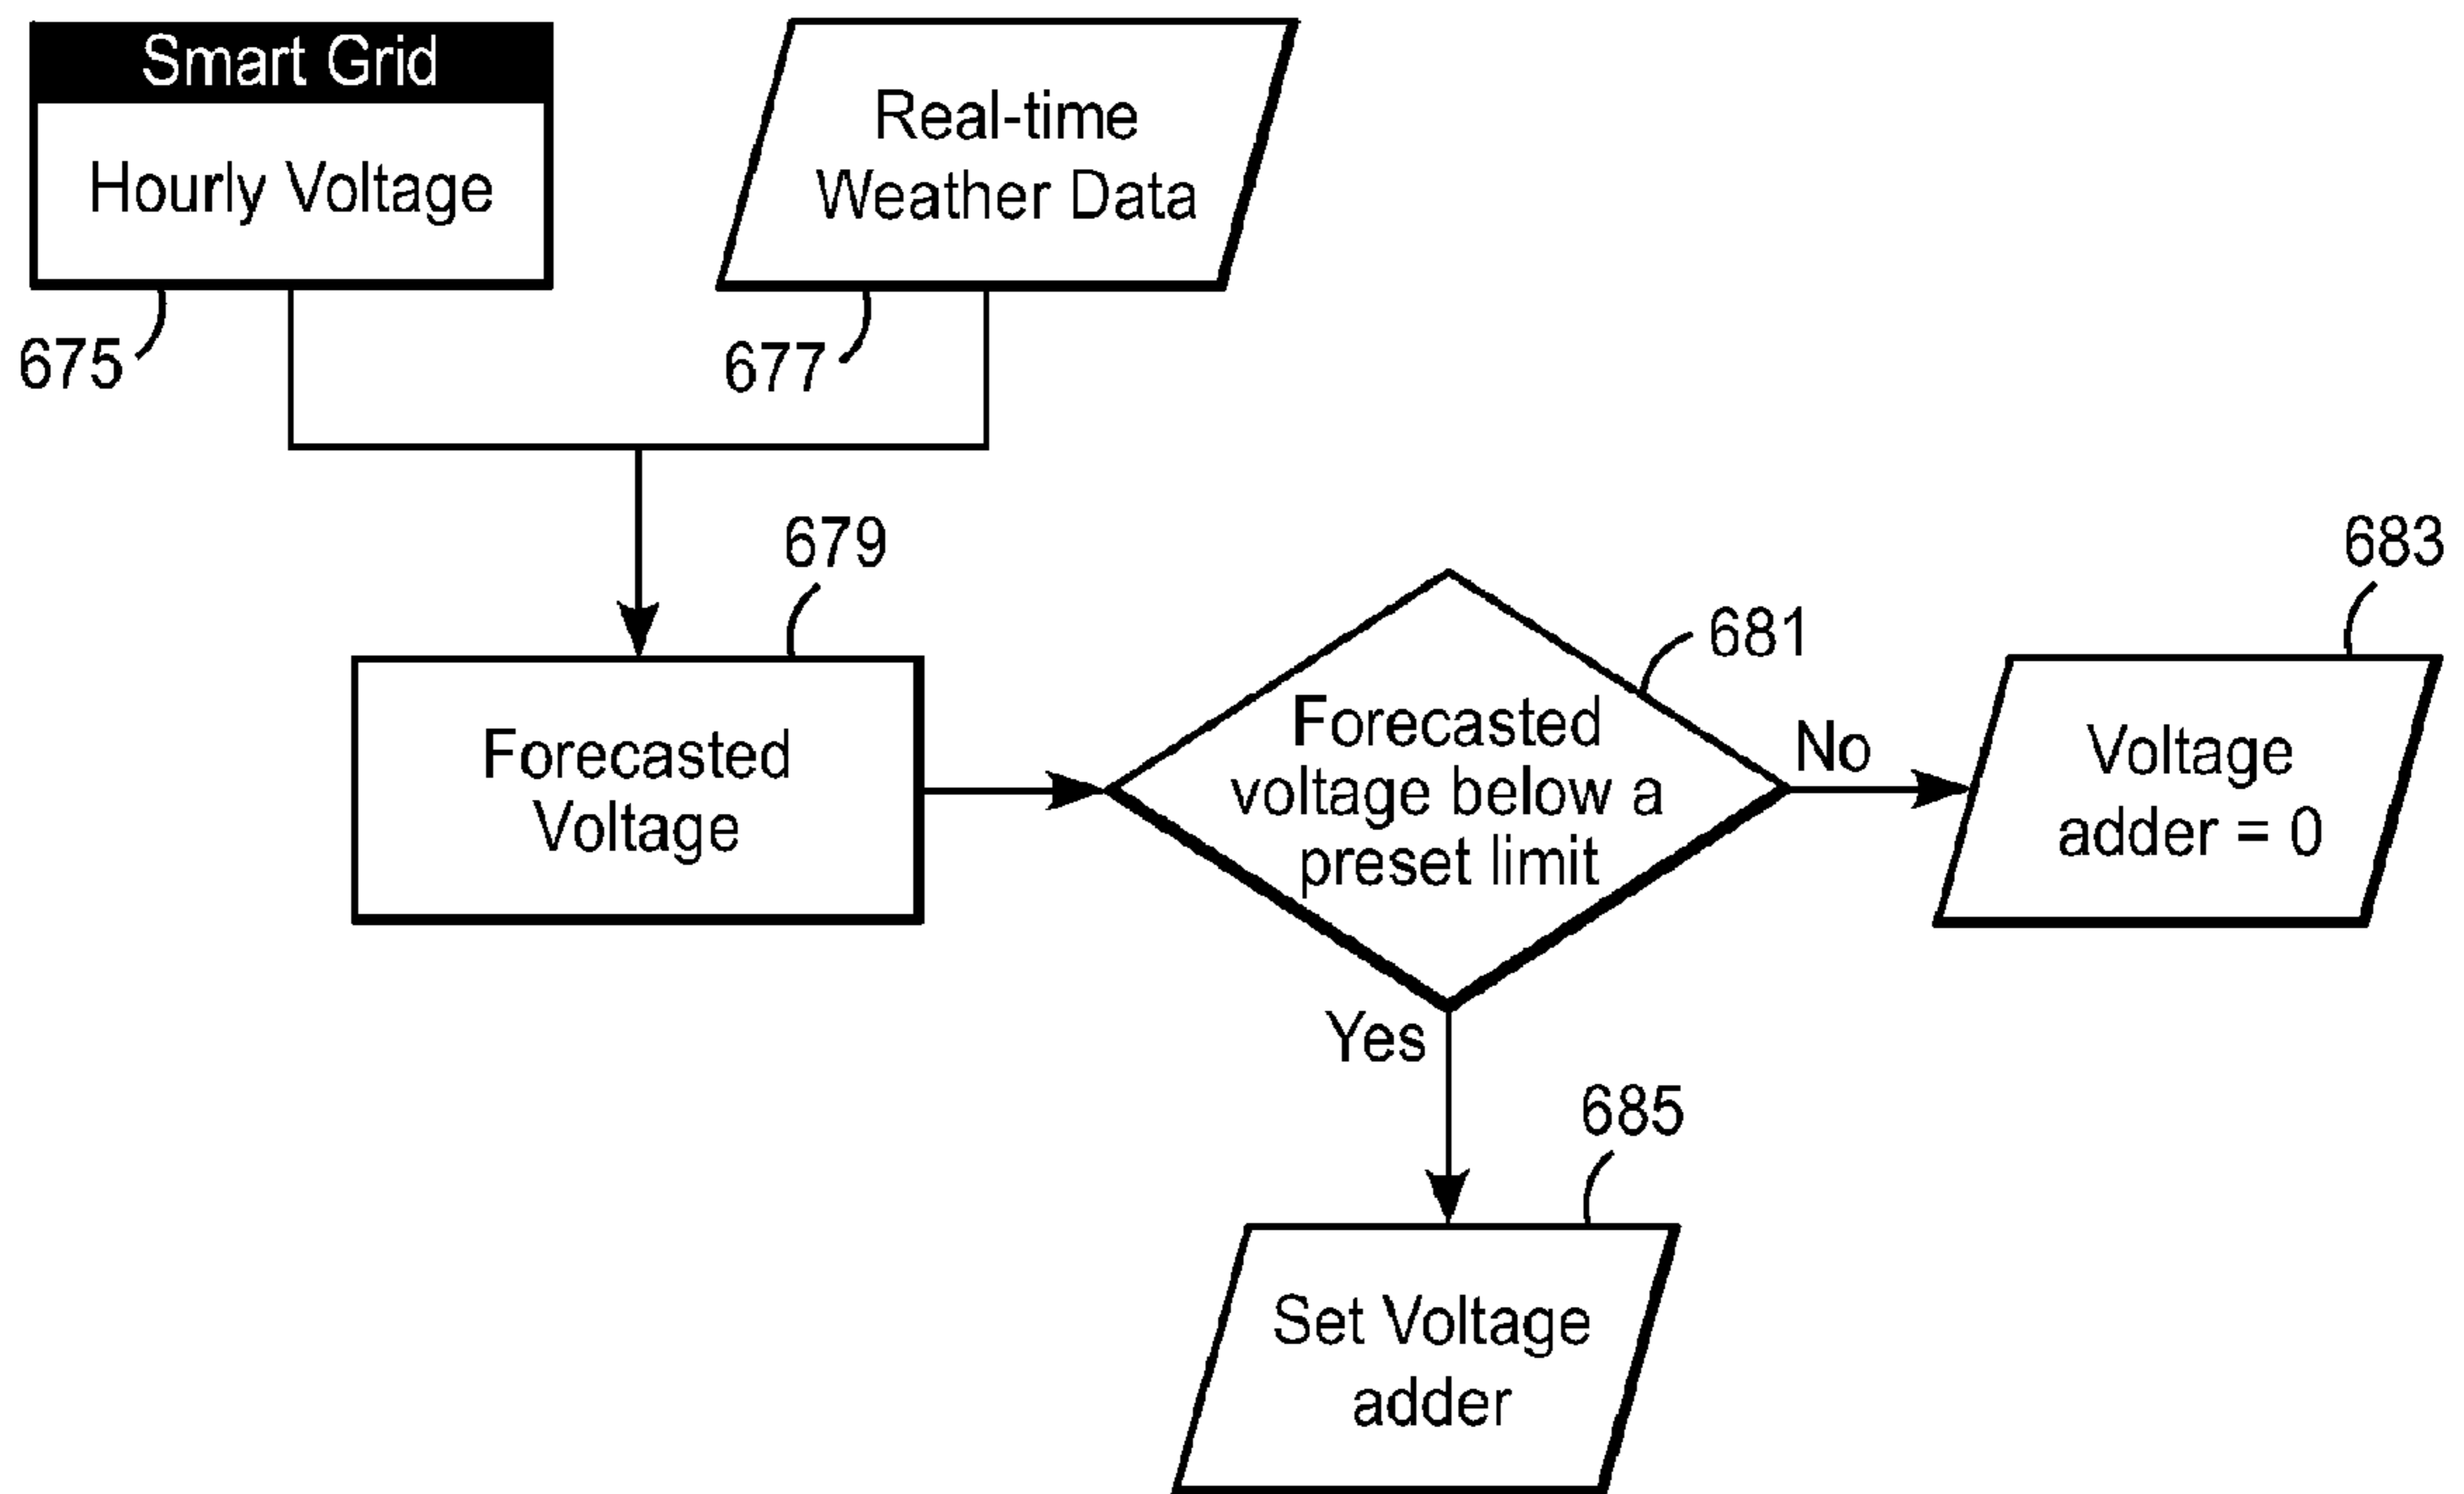 Smart Grid
Hourly Voltage
Real-time
Weather Data
675
677
679
Forecasted
Voltage
681
Forecasted
voltage below a
preset limit
No
683
Voltage
adder = 0
Yes
685
Set Voltage
adder